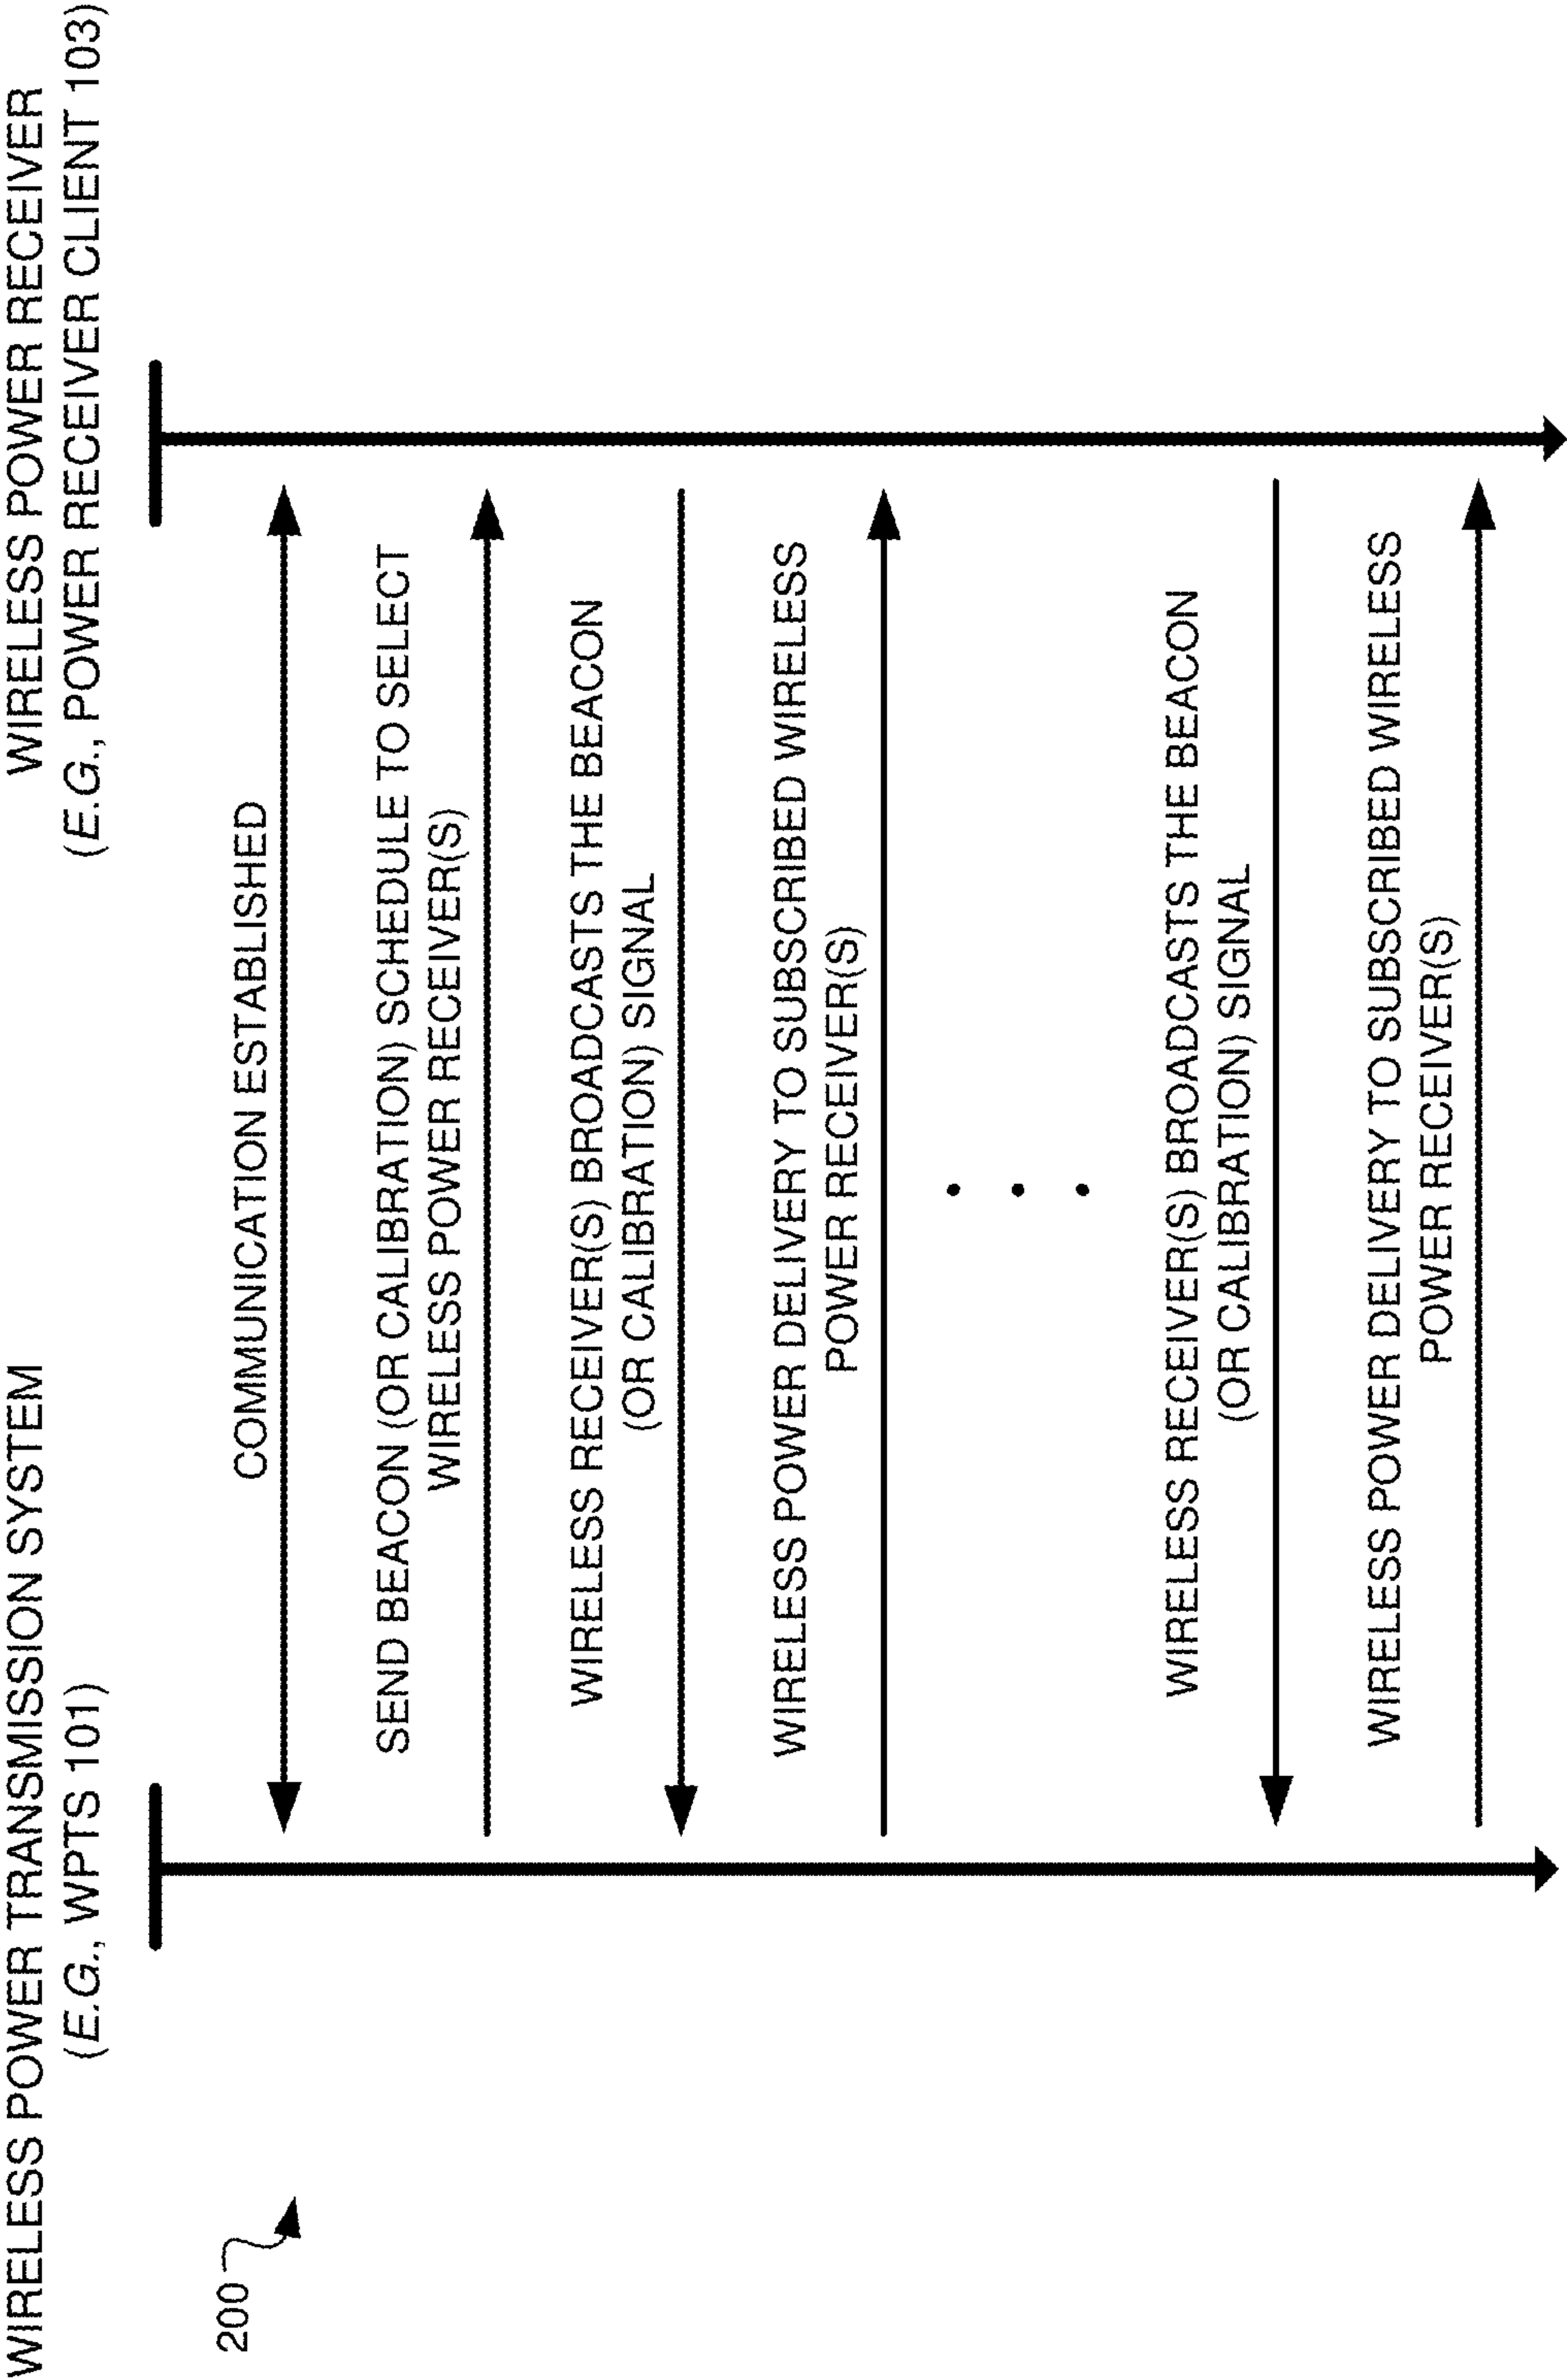 WIRELESS POWER TRANSMISSION SYSTEM
(E.G., WPTS 101)
WIRELESS POWER RECEIVER
(E.G., POWER RECEIVER CLIENT 103)
200
COMMUNICATION ESTABLISHED
SEND BEACON (OR CALIBRATION) SCHEDULE TO SELECT
WIRELESS POWER RECEIVER(S)
WIRELESS RECEIVER(S) BROADCASTS THE BEACON
(OR CALIBRATION) SIGNAL
WIRELESS POWER DELIVERY TO SUBSCRIBED WIRELESS
POWER RECEIVER(S)
WIRELESS RECEIVER(S) BROADCASTS THE BEACON
(OR CALIBRATION) SIGNAL
WIRELESS POWER DELIVERY TO SUBSCRIBED WIRELESS
POWER RECEIVER(S)